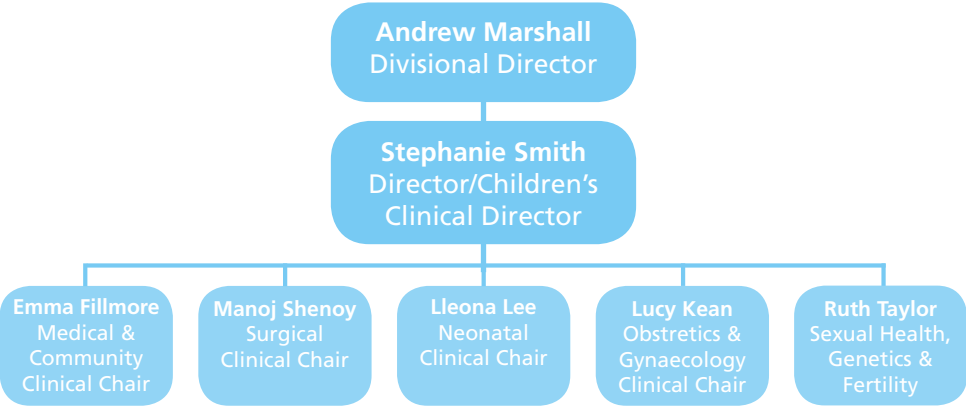 Andrew Marshall
Divisional Director
Stephanie Smith
Director/Children's
Clinical Director
Emma Fillmore
Medical &
Community
Clinical Chair
Manoj Shenoy
Surgical
Clinical Chair
Lleona Lee
Neonatal
Clinical Chair
Lucy Kean
Obstetrics &
Gynaecology
Clinical Chair
Ruth Taylor
Sexual Health,
Genetics &
Fertility